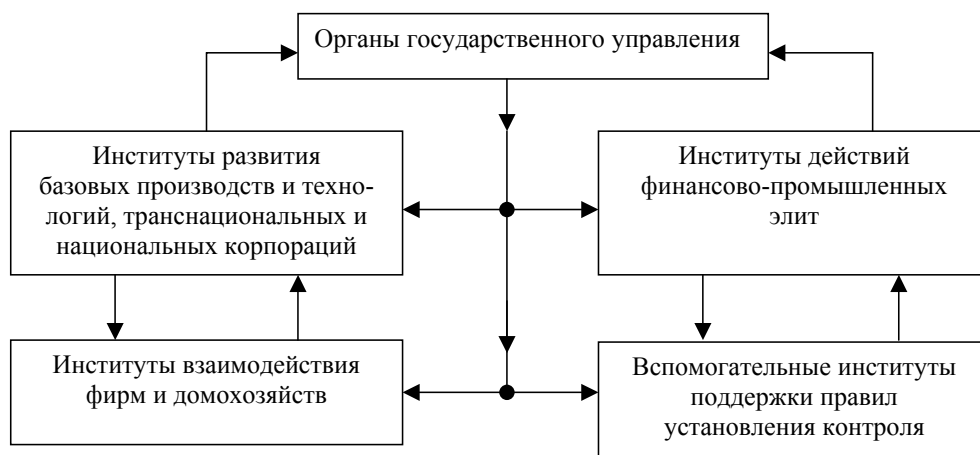 Органы государственного управления
Институты развития
базовых производств и техно-
логий, транснациональных и
национальных корпораций
Институты действий
финансово-промышленных
элит
Институты взаимодействия
фирм и домохозяйств
Вспомогательные институты
поддержки правил
установления контроля